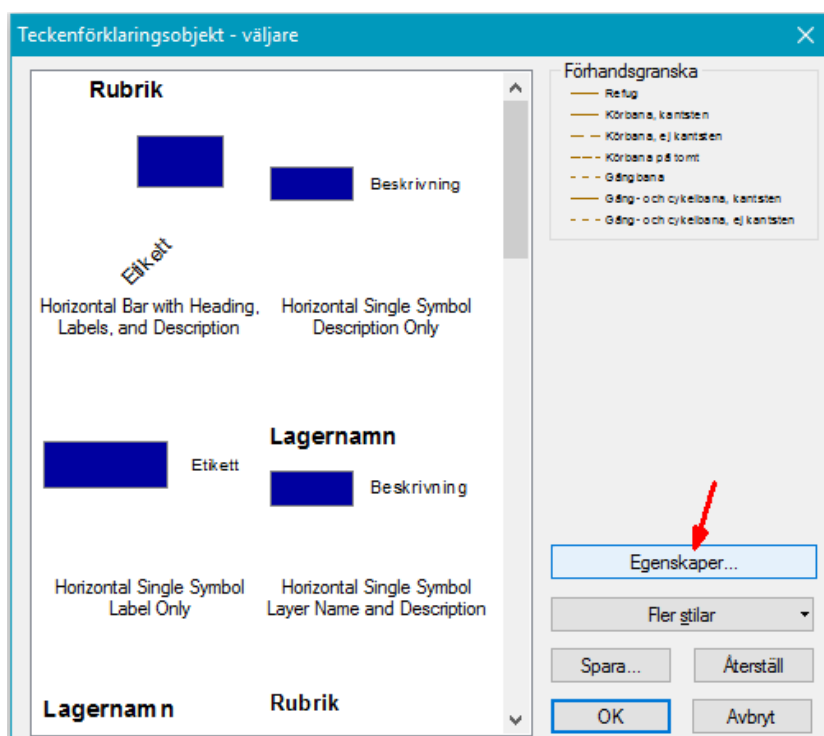 Teckenförklaringsobjekt - väljare
Rubrik
Etikett
Horizontal Bar with Heading,
Labels, and Description
Beskrivning
Horizontal Single Symbol
Description Only
Etikett
Horizontal Single Symbol
Label Only
Lagernamn
Beskrivning
Horizontal Single Symbol
Layer Name and Description
Lagernamn
Rubrik
Förhandsgranska
Refug
Körbana, kantsten
Körbana, ej kantsten
Körbana på tomt
Gångbana
Gång- och cykelbana, kantsten
Gång- och cykelbana, ej kantsten
Egenskaper...
Fler stilar
Spara...
Återställ
OK
Avbryt